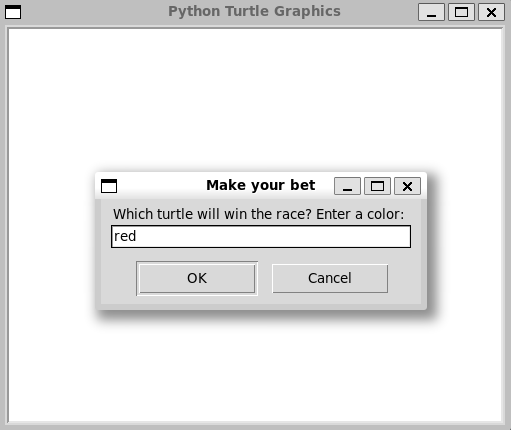 Python Turtle Graphics
Make your bet
Which turtle will win the race? Enter a color:
red
OK Cancel